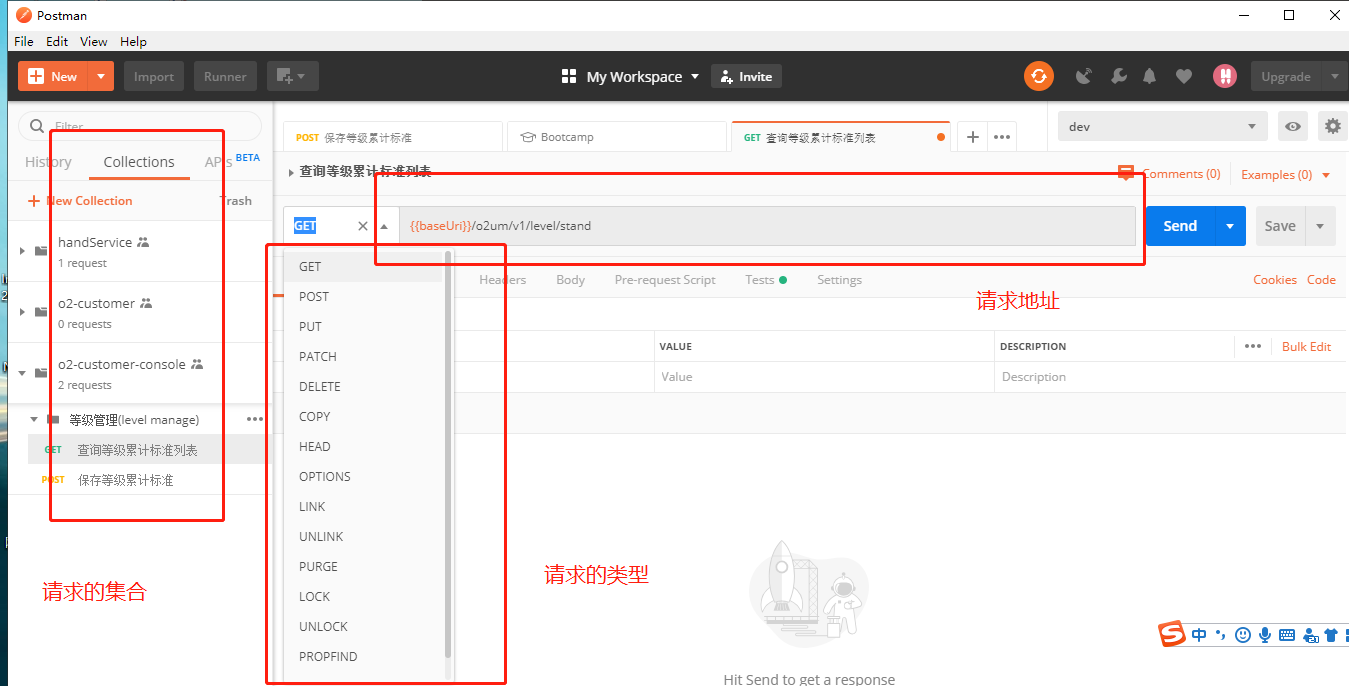 Postman
File Edit View Help
New Import Runner My Workspace Invite Upgrade
Filter
History Collections APIs BETA
New Collection Trash
handService
1 request
o2-customer
0 requests
o2-customer-console
2 requests
等级管理(level manage)
GET 查询等级累计标准列表
POST 保存等级累计标准
请求的集合
POST 保存等级累计标准 Bootcamp GET 查询等级累计标准列表 dev
查询等级累计标准列表 Comments (0) Examples (0)
GET {{baseUri}}/o2um/v1/level/stand Send Save
Headers Body Pre-request Script Tests Settings Cookies Code
请求地址
VALUE DESCRIPTION Bulk Edit
Value Description
GET
POST
PUT
PATCH
DELETE
COPY
HEAD
OPTIONS
LINK
UNLINK
PURGE
LOCK
UNLOCK
PROPFIND
请求的类型
Hit Send to get a response
中